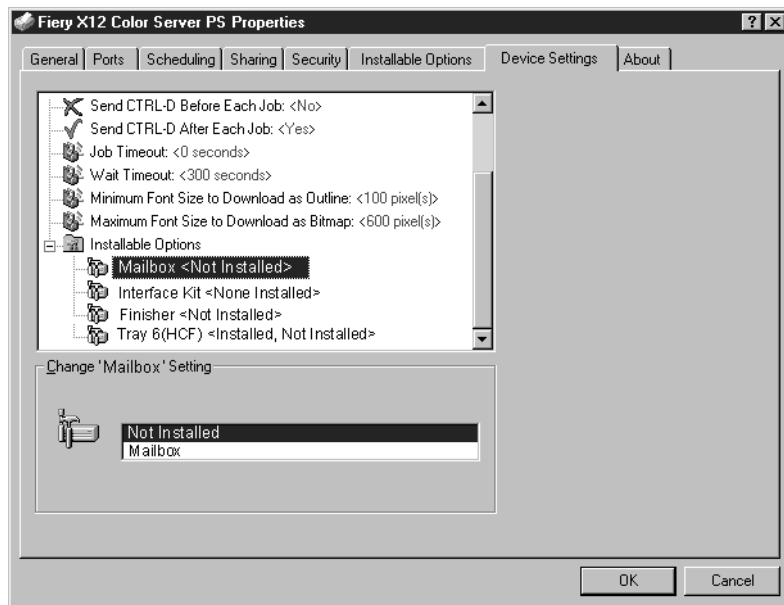 Fiery X12 Color Server PS Properties
General Ports Scheduling Sharing Security Installable Options Device Settings About
Send CTRL-D Before Each Job: <No>
Send CTRL-D After Each Job: <Yes>
Job Timeout: <0 seconds>
Wait Timeout: <300 seconds>
Minimum Font Size to Download as Outline: <100 pixel(s)>
Maximum Font Size to Download as Bitmap: <600 pixel(s)>
Installable Options
Mailbox <Not Installed>
Interface Kit <None Installed>
Finisher <Not Installed>
Tray 6(HCF) <Installed, Not Installed>
Change 'Mailbox' Setting
Not Installed
Mailbox
OK Cancel